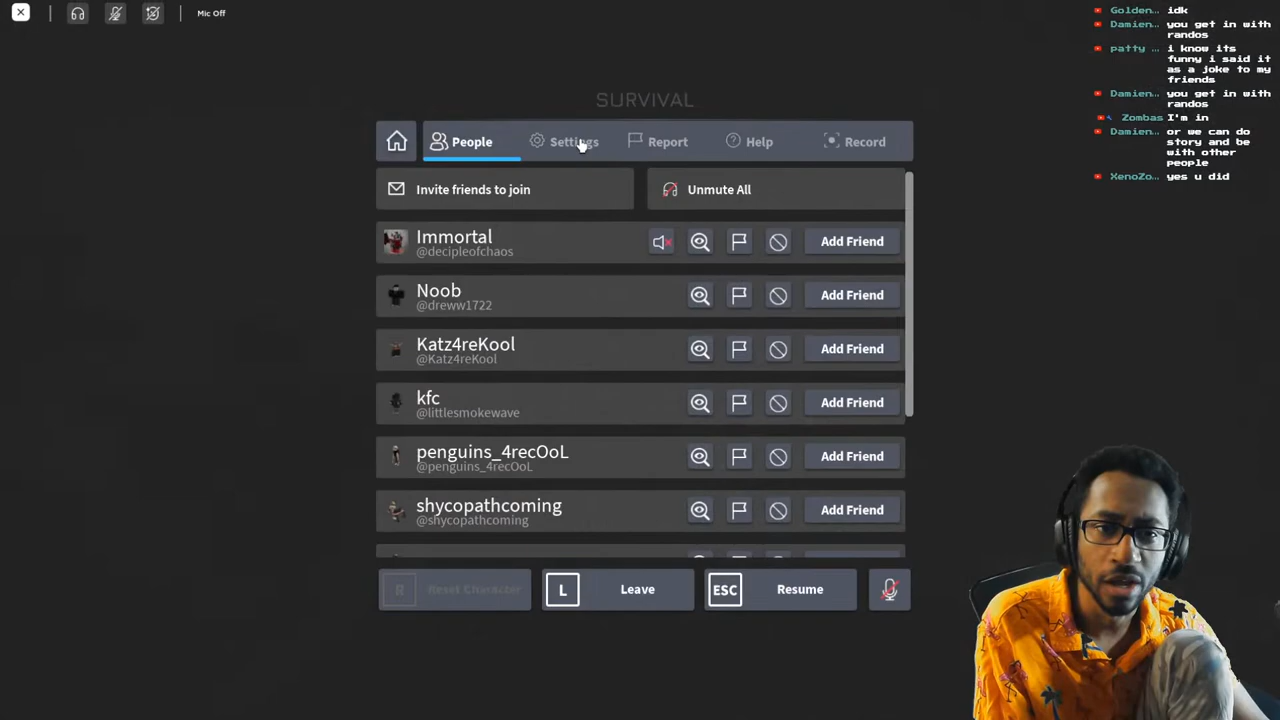 Mic Off
SURVIVAL
People
Settings
Report
Help
Record
Invite friends to join
Unmute All
Immortal
@decipleofchaos
Add Friend
Noob
@dreww1722
Add Friend
Katz4reKool
@Katz4reKool
Add Friend
kfc
@littlesmokewave
Add Friend
penguins_4recOoL
@penguins_4recOoL
Add Friend
shycopathcoming
@shycopathcoming
Add Friend
R Reset Character
L Leave
ESC Resume
Golden… idk
Damien… you get in with
randos
patty … i know its
funny i said it
as a joke to my
friends
Damien… you get in with
randos
Zombas I'm in
Damien… or we can do
story and be
with other
people
XenoZo… yes u did